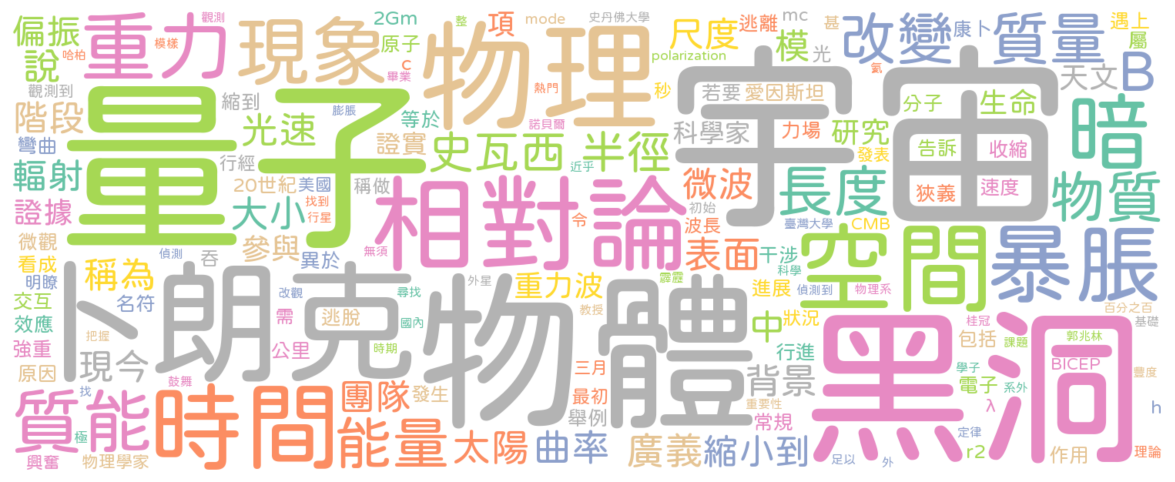 偏振
重力
現象
2Gm
項
mode
史丹佛大學
尺度
逃離
mc
甚
改變
康卜
質量
遇上
屬
觀測
模樣
哈柏
說
原子
c
畢業
物理
polarization
模
光
宇宙
天文
B
觀測到
縮到
膨脹
熱門
秒
若要
愛因斯坦
分子
生命
氦
階段
量子
光速
等於
諾貝爾
科學家
力場
研究
暗
彎曲
行經
證實
史瓦西
半徑
近乎
發表
告訴
收縮
輻射
20世紀
美國
稱做
相對論
微波
長度
狹義
速度
物質
證據
大小
找到
行星
令
初始
波長
臺灣大學
CMB
微觀
參與
無須
表面
干涉
空間
暴脹
看成
偵測
吞
異於
稱為
外星
重力波
霹靂
科學
明瞭
進展
偵測到
物理系
百分之百
交互
名符
卜朗克
改觀
尋找
物體
教授
中
狀況
黑洞
桂冠
基礎
效應
需
逃脫
國內
包括
課題
郭兆林
強重
把握
現今
公里
時期
行進
學子
BICEP
原因
鼓舞
三月
背景
電子
系外
豐度
質能
找
時間
團隊
發生
最初
重要性
λ
h
舉例
常規
極
能量
太陽
曲率
廣義
縮小到
定律
r2
作用
理論
興奮
物理學家
足以
外
整